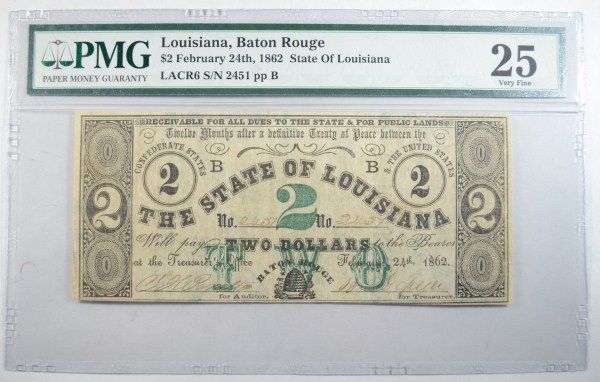 PMG
PAPER MONEY GUARANTY
Louisiana, Baton Rouge
$2 February 24th, 1862 State Of Louisiana
LACR6 S/N 2451 pp B
25
Very Fine
RECEIVABLE FOR ALL DUES TO THE STATE & FOR PUBLIC LANDS
Twelve Months after a definitive Treaty of Peace between the
CONFEDERATE STATES & THE UNITED STATES
B B
2 2 2 2
THE STATE OF LOUISIANA
2
No. No.
Will pay TWO DOLLARS to the Bearer
TWO
at the Treasurer's Office February 24th, 1862.
BATON ROUGE
for Auditor. for Treasurer.